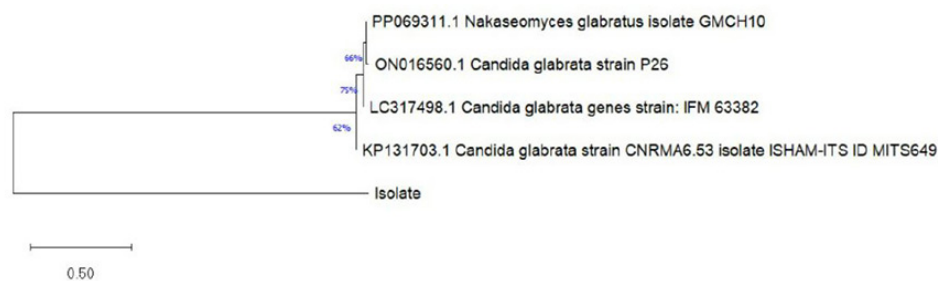 PP069311.1 Nakaseomyces glabratus isolate GMCH10
66%
ON016560.1 Candida glabrata strain P26
75%
LC317498.1 Candida glabrata genes strain: IFM 63382
62%
KP131703.1 Candida glabrata strain CNRMA6.53 isolate ISHAM-ITS ID MITS649
Isolate
0.50